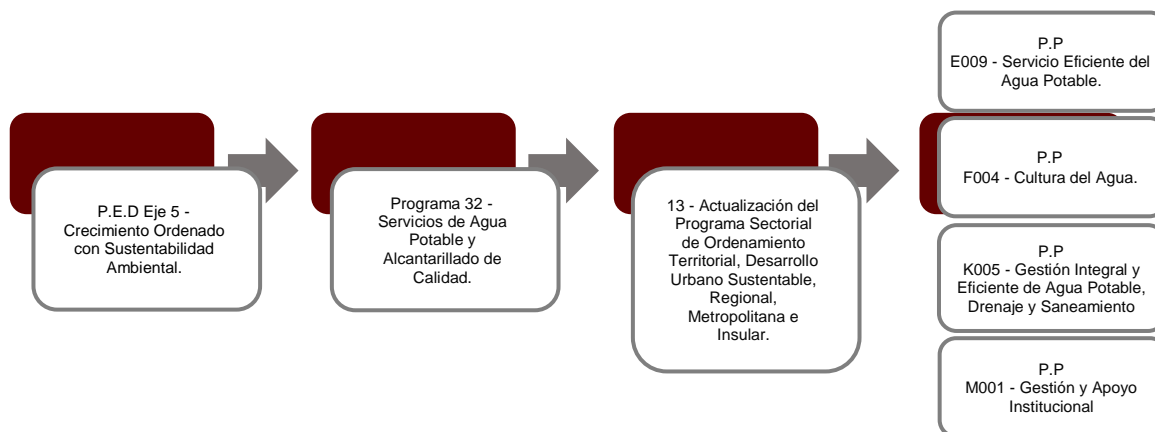 P.E.D Eje 5 -
Crecimiento Ordenado
con Sustentabilidad
Ambiental.
Programa 32 -
Servicios de Agua
Potable y
Alcantarillado de
Calidad.
13 - Actualización del
Programa Sectorial
de Ordenamiento
Territorial, Desarrollo
Urbano Sustentable,
Regional,
Metropolitana e
Insular.
P.P
E009 - Servicio Eficiente del
Agua Potable.
P.P
F004 - Cultura del Agua.
P.P
K005 - Gestión Integral y
Eficiente de Agua Potable,
Drenaje y Saneamiento
P.P
M001 - Gestión y Apoyo
Institucional